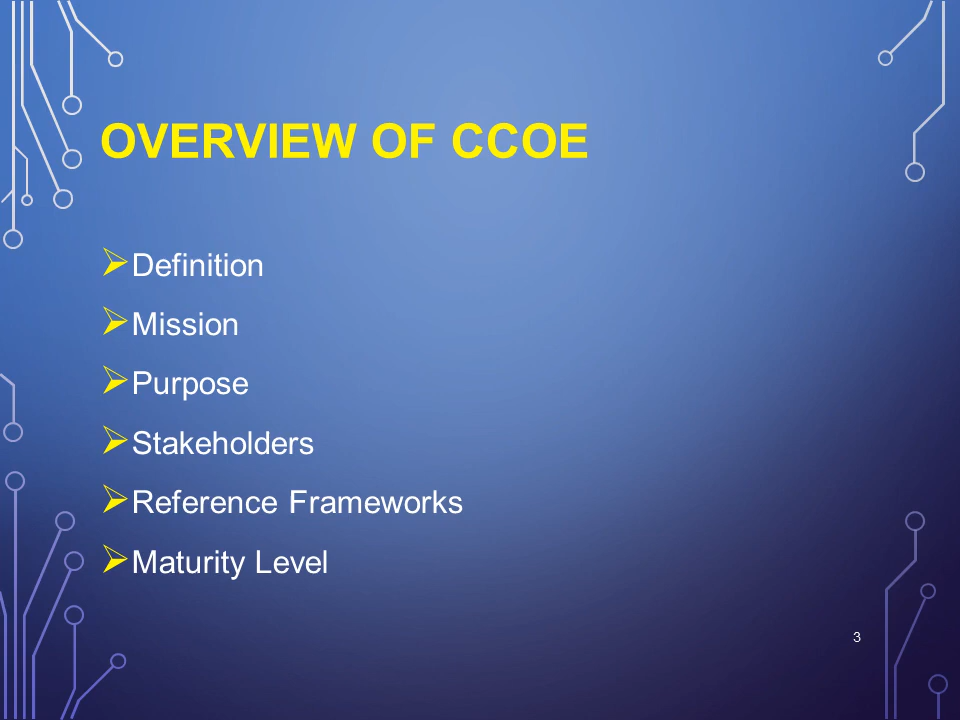 OVERVIEW OF CCOE
Definition
Mission
Purpose
Stakeholders
Reference Frameworks
Maturity Level
3